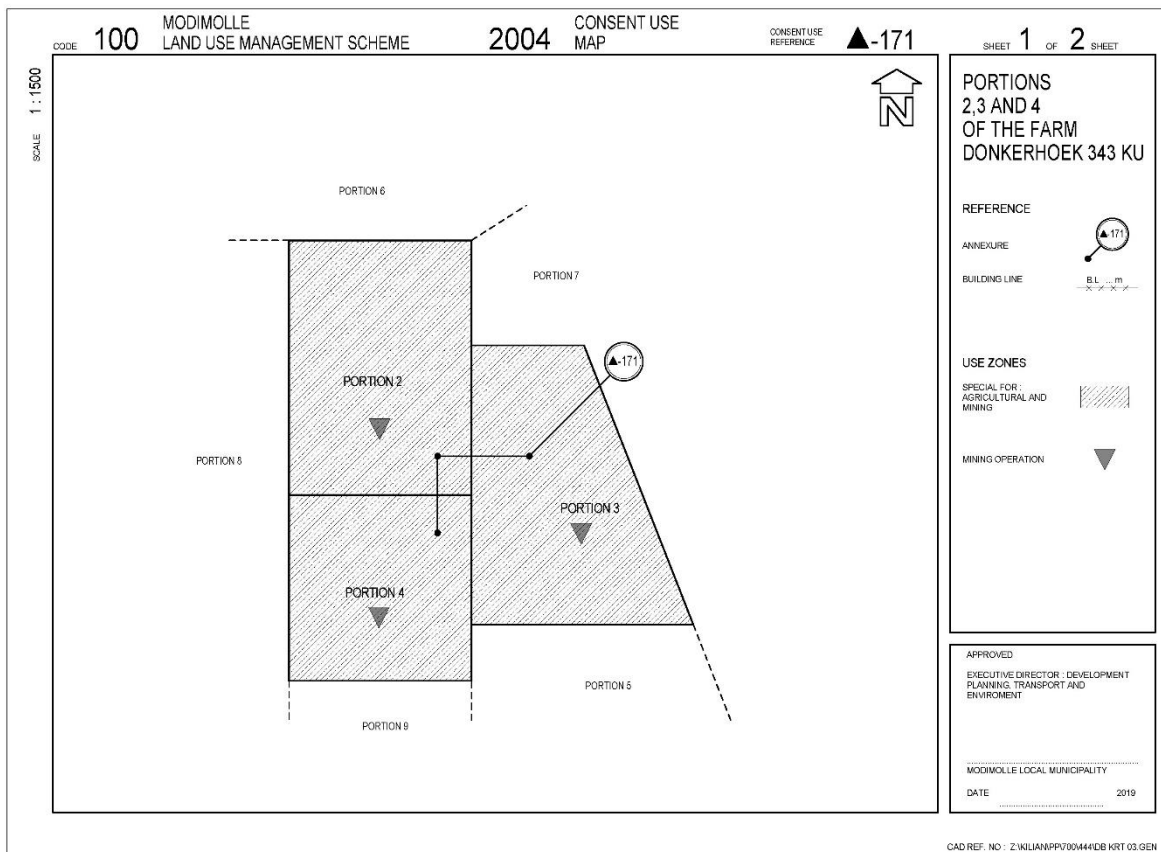 CODE 100 MODIMOLLE
LAND USE MANAGEMENT SCHEME 2004 CONSENT USE
MAP CONSENT USE
REFERENCE ▲-171 SHEET 1 OF 2 SHEET
SCALE 1 : 1500
N
PORTION 6
PORTION 7
▲-171
PORTION 2
PORTION 8
PORTION 3
PORTION 4
PORTION 5
PORTION 9
PORTIONS
2,3 AND 4
OF THE FARM
DONKERHOEK 343 KU
REFERENCE
ANNEXURE ▲-171
BUILDING LINE B.L ... m
USE ZONES
SPECIAL FOR :
AGRICULTURAL AND
MINING
MINING OPERATION
APPROVED
EXECUTIVE DIRECTOR : DEVELOPMENT
PLANNING, TRANSPORT AND
ENVIROMENT
MODIMOLLE LOCAL MUNICIPALITY
DATE 2019
CAD REF. NO : Z:\KILIAN\PP\700\444\DB KRT 03.GEN